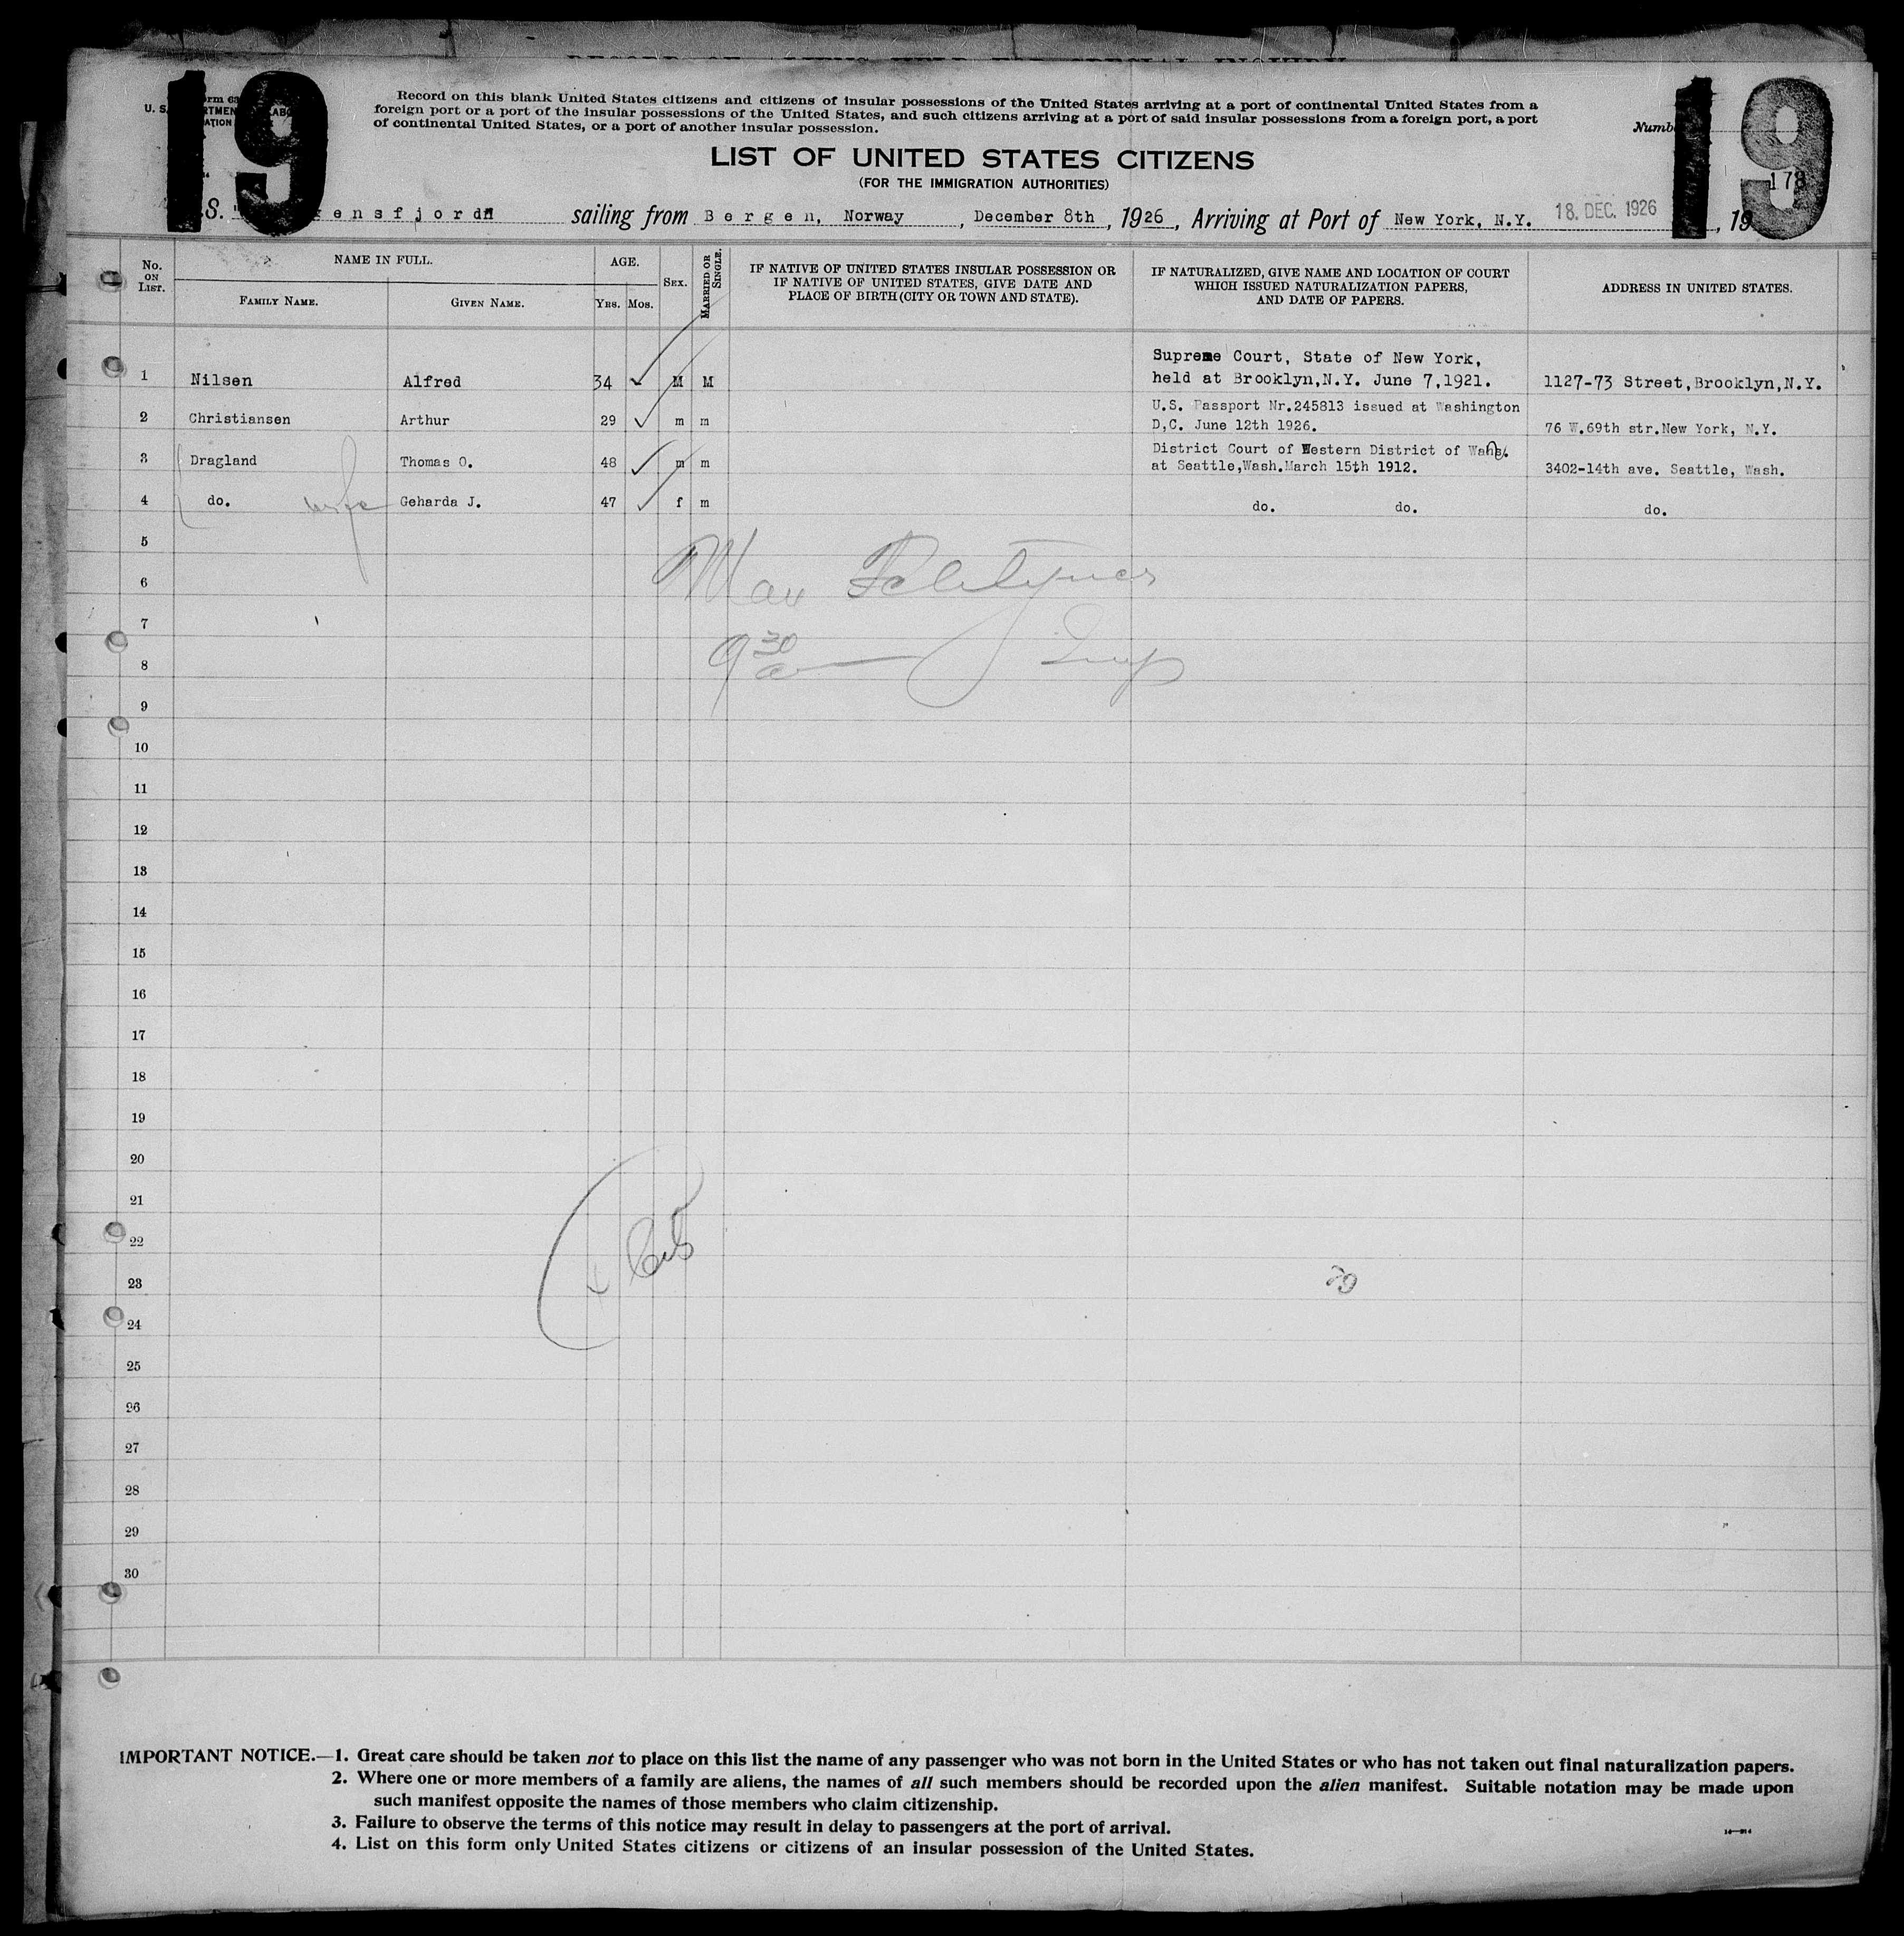 19
19
Record on this blank United States citizens and citizens of insular possessions of the United States arriving at a port of continental United States from a
foreign port or a port of the insular possessions of the United States, and such citizens arriving at a port of said insular possessions from a foreign port, a port
of continental United States, or a port of another insular possession.
LIST OF UNITED STATES CITIZENS
(FOR THE IMMIGRATION AUTHORITIES)
178
S. ensfjord" sailing from Bergen, Norway, December 8th, 1926, Arriving at Port of New York, N.Y. 18. DEC. 1926, 19
No. on List.
NAME IN FULL.
Family Name.
Given Name.
AGE.
Yrs. Mos.
Sex.
Married or Single.
IF NATIVE OF UNITED STATES INSULAR POSSESSION OR
IF NATIVE OF UNITED STATES, GIVE DATE AND
PLACE OF BIRTH (CITY OR TOWN AND STATE).
IF NATURALIZED, GIVE NAME AND LOCATION OF COURT
WHICH ISSUED NATURALIZATION PAPERS,
AND DATE OF PAPERS.
ADDRESS IN UNITED STATES.
Supreme Court, State of New York,
1 Nilsen Alfred 34 M M held at Brooklyn,N.Y. June 7,1921. 1127-73 Street,Brooklyn,N.Y.
U.S. Passport Nr.245813 issued at Washington
2 Christiansen Arthur 29 m m D,C. June 12th 1926. 76 W.69th str.New York, N.Y.
District Court of Western District of Wash.
3 Dragland Thomas O. 48 m m at Seattle,Wash.March 15th 1912. 3402-14th ave. Seattle, Wash.
4 do. wife Geharda J. 47 f m do. do. do.
5
6 Max
7
8 9 30 Insp
9
10
11
12
13
14
15
16
17
18
19
20
21
22
23
24
25
26
27
28
29
30
IMPORTANT NOTICE.—1. Great care should be taken not to place on this list the name of any passenger who was not born in the United States or who has not taken out final naturalization papers.
2. Where one or more members of a family are aliens, the names of all such members should be recorded upon the alien manifest. Suitable notation may be made upon
such manifest opposite the names of those members who claim citizenship.
3. Failure to observe the terms of this notice may result in delay to passengers at the port of arrival.
4. List on this form only United States citizens or citizens of an insular possession of the United States.